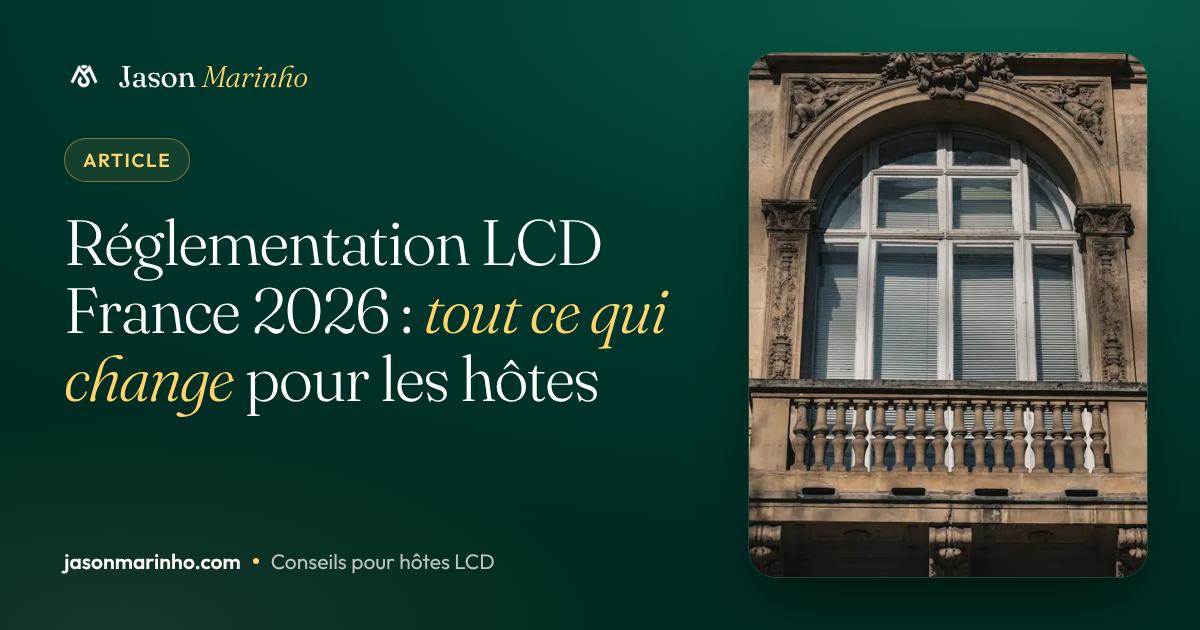 Jason Marinho
ARTICLE
Réglementation LCD
France 2026 : tout ce qui
change pour les hôtes
jasonmarinho.com • Conseils pour hôtes LCD